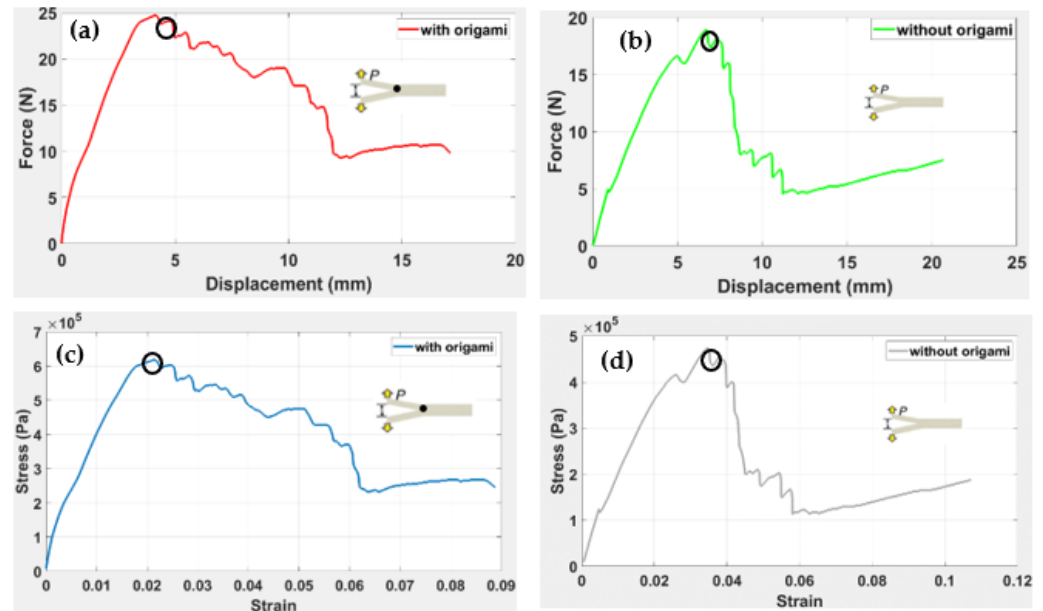 (a)
with origami
P
25
20
15
10
5
0
Force (N)
0 5 10 15 20
Displacement (mm)
(b)
without origami
P
20
15
10
5
0
Force (N)
0 5 10 15 20 25
Displacement (mm)
×10⁵
(c)
with origami
P
7
6
5
4
3
2
1
0
Stress (Pa)
0 0.01 0.02 0.03 0.04 0.05 0.06 0.07 0.08 0.09
Strain
×10⁵
(d)
without origami
P
5
4
3
2
1
0
Stress (Pa)
0 0.02 0.04 0.06 0.08 0.1 0.12
Strain